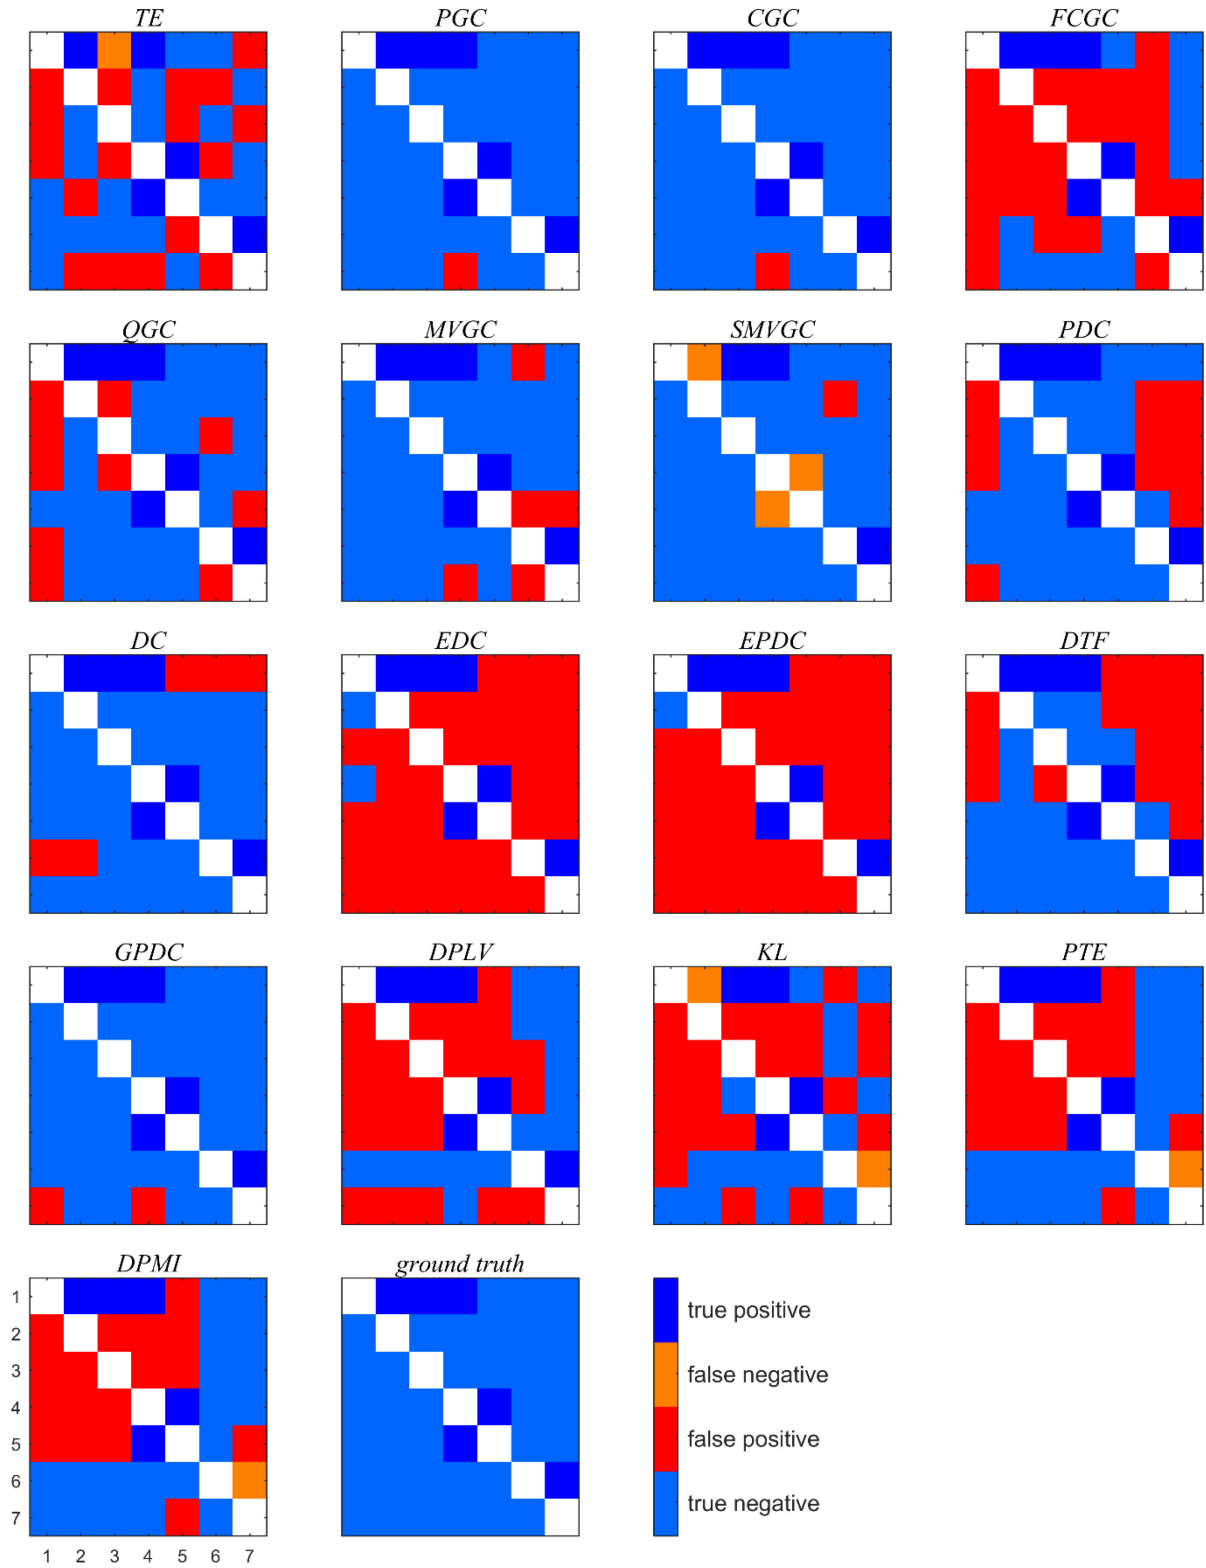 TE PGC CGC FCGC
QGC MVGC SMVGC PDC
DC EDC EPDC DTF
GPDC DPLV KL PTE
DPMI ground truth
1
2
3
4
5
6
7
1 2 3 4 5 6 7
true positive
false negative
false positive
true negative